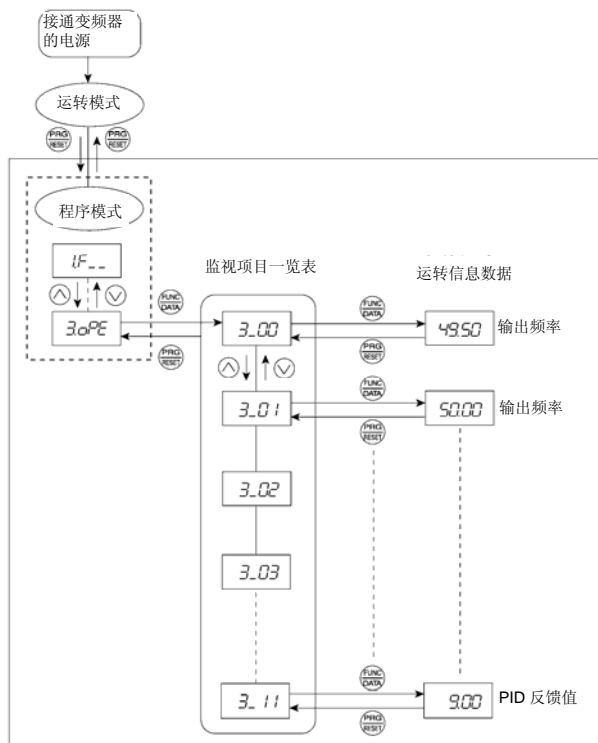 接通变频器
的电源
运转模式
PRG
RESET
PRG
RESET
程序模式
1.F_ _
3.oPE
监视项目一览表
运转信息数据
FUNC
DATA
PRG
RESET
3_00
FUNC
DATA
PRG
RESET
49.50
输出频率
3_01
FUNC
DATA
PRG
RESET
50.00
输出频率
3_02
3_03
3_11
FUNC
DATA
PRG
RESET
9.00
PID 反馈值